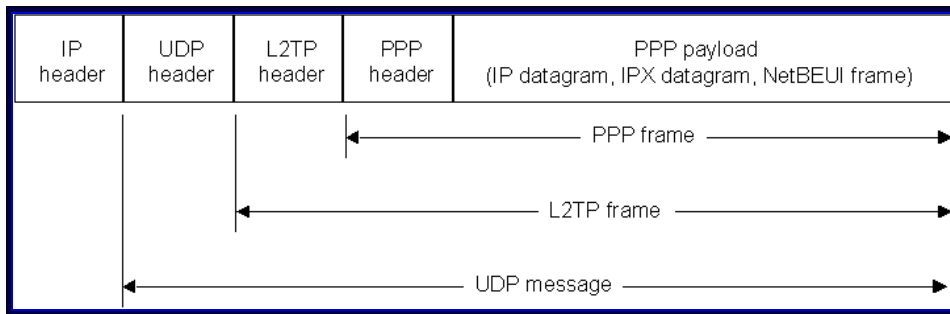 IP
header
UDP
header
L2TP
header
PPP
header
PPP payload
(IP datagram, IPX datagram, NetBEUI frame)
PPP frame
L2TP frame
UDP message